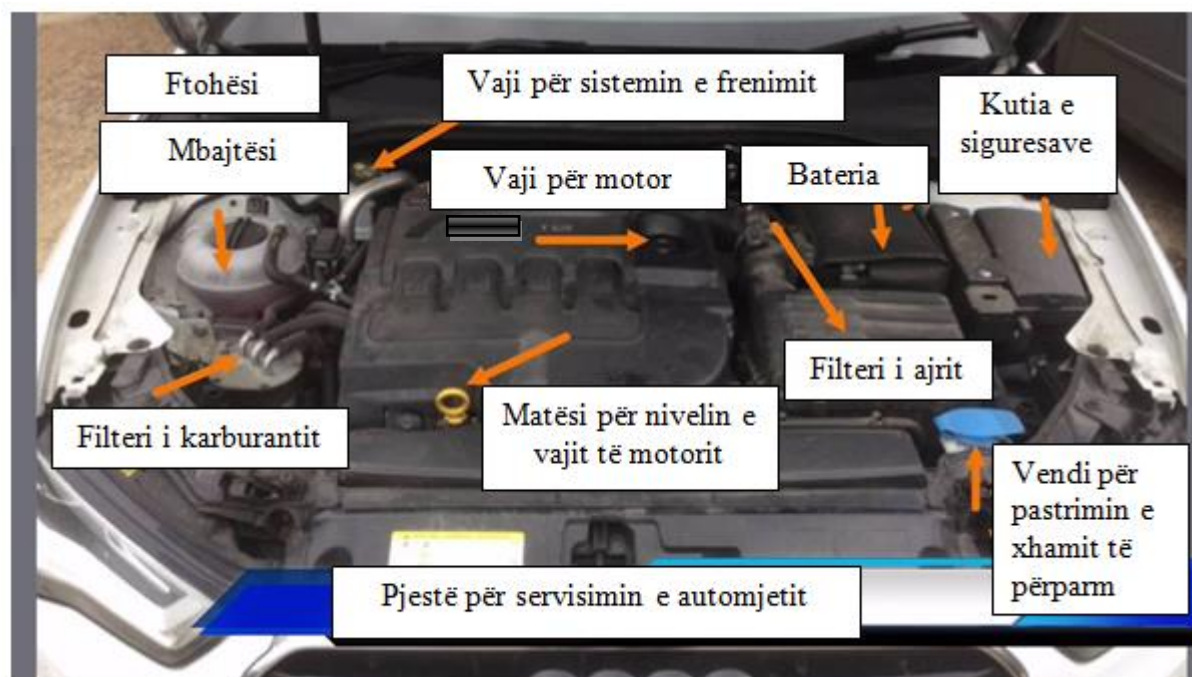 Ftohësi
Mbajtësi
Vaji për sistemin e frenimit
Kutia e
siguresave
Vaji për motor
Bateria
Filteri i ajrit
Filteri i karburantit
Matësi për nivelin e
vajit të motorit
Vendi për
pastrimin e
xhamit të
përparm
Pjestë për servisimin e automjetit